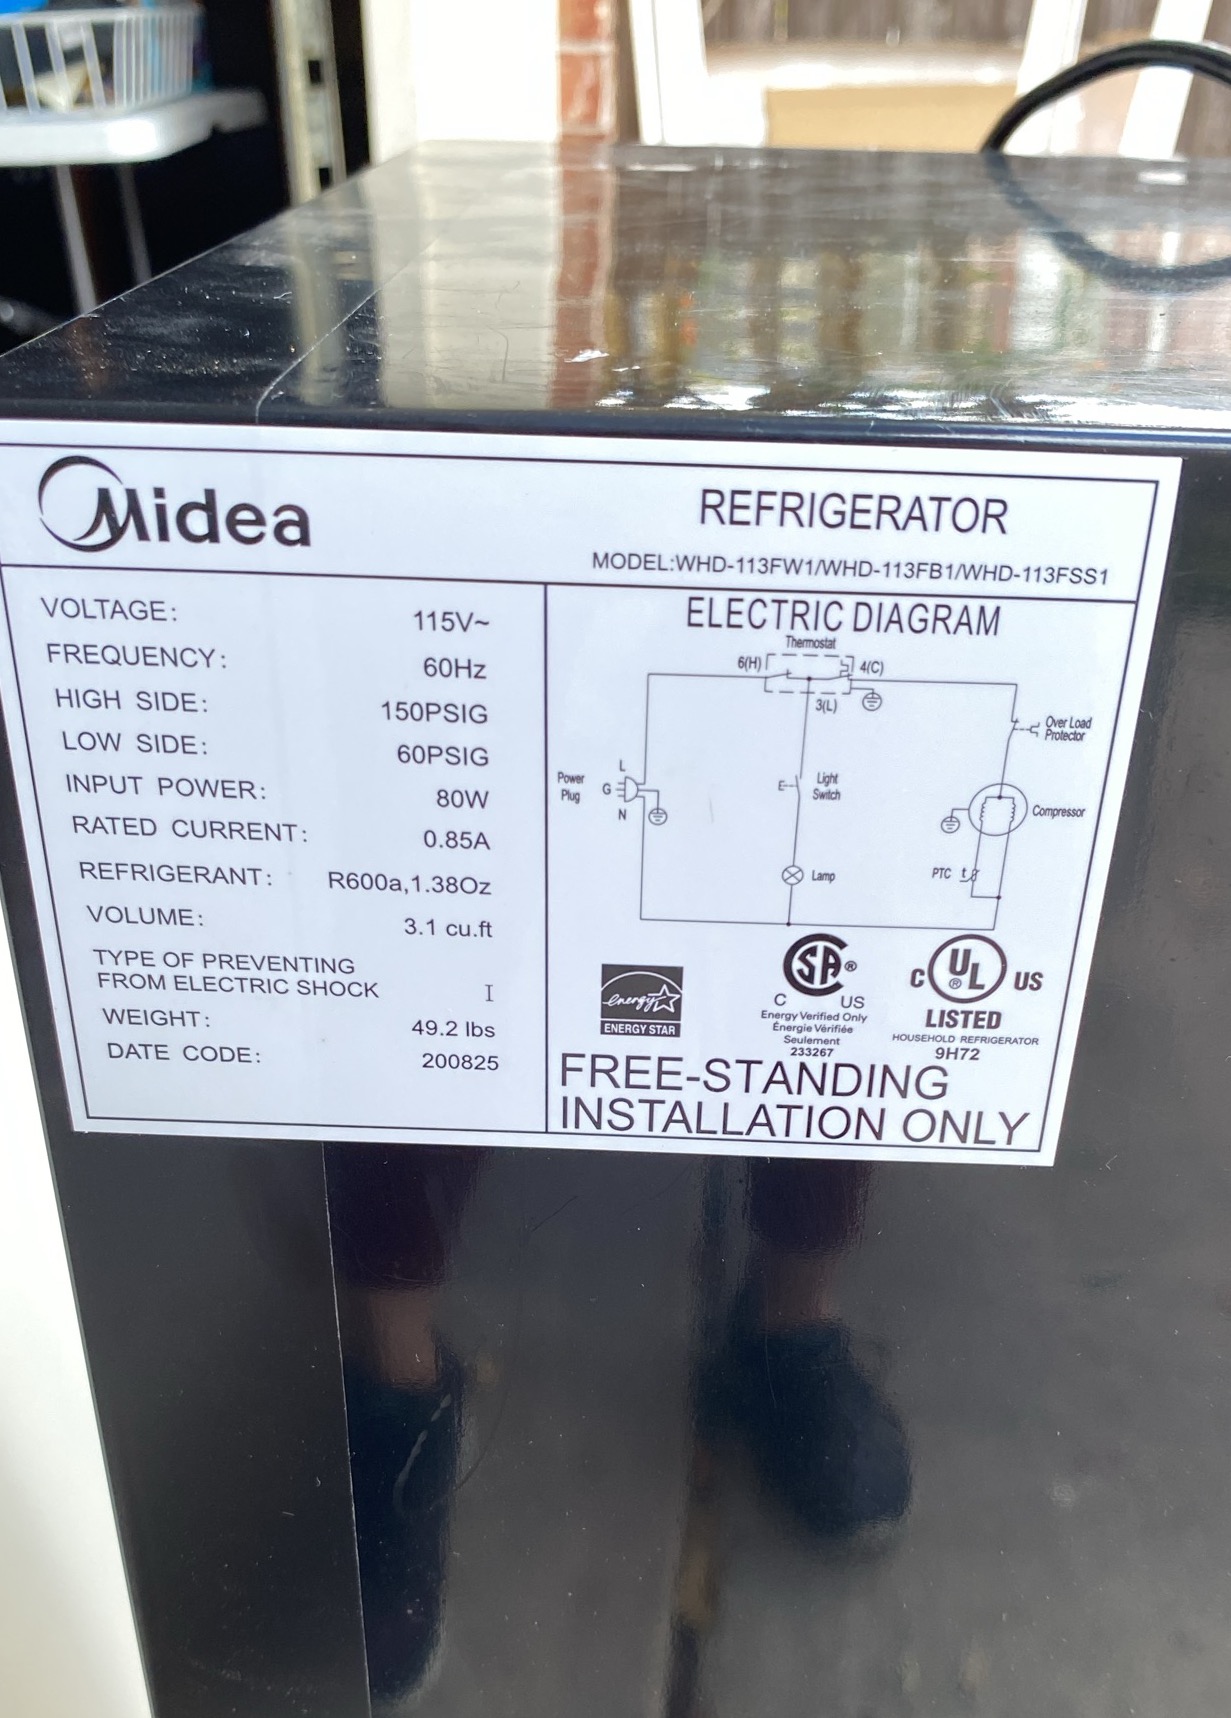 Midea
REFRIGERATOR
MODEL:WHD-113FW1/WHD-113FB1/WHD-113FSS1
VOLTAGE: 115V~
FREQUENCY: 60Hz
HIGH SIDE: 150PSIG
LOW SIDE: 60PSIG
INPUT POWER: 80W
RATED CURRENT: 0.85A
REFRIGERANT: R600a,1.38Oz
VOLUME: 3.1 cu.ft
TYPE OF PREVENTING
FROM ELECTRIC SHOCK I
WEIGHT: 49.2 lbs
DATE CODE: 200825
ELECTRIC DIAGRAM
Thermostat
6(H) 4(C)
3(L)
Over Load
Protector
L
Power
Plug
G
N
Light
Switch
Compressor
Lamp
PTC t
energy
ENERGY STAR
SA ®
C US
Energy Verified Only
Énergie Vérifiée
Seulement
233267
C UL ® US
LISTED
HOUSEHOLD REFRIGERATOR
9H72
FREE-STANDING
INSTALLATION ONLY